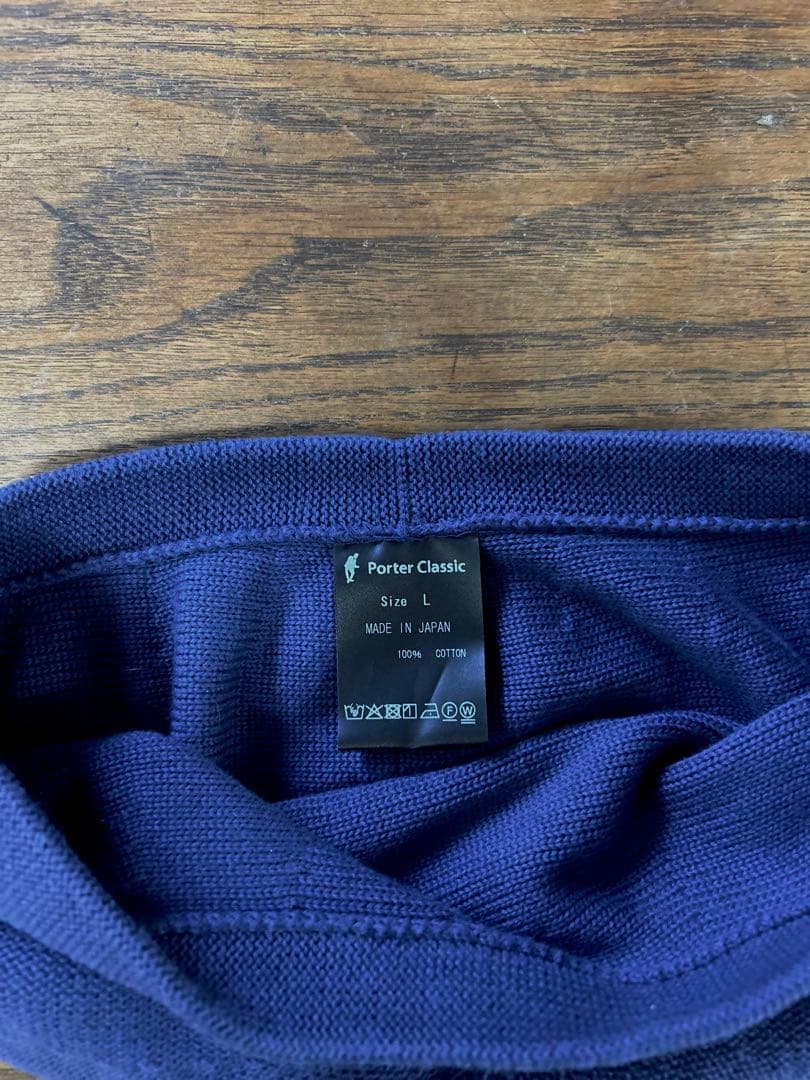 Porter Classic
Size L
MADE IN JAPAN
100% COTTON
F W